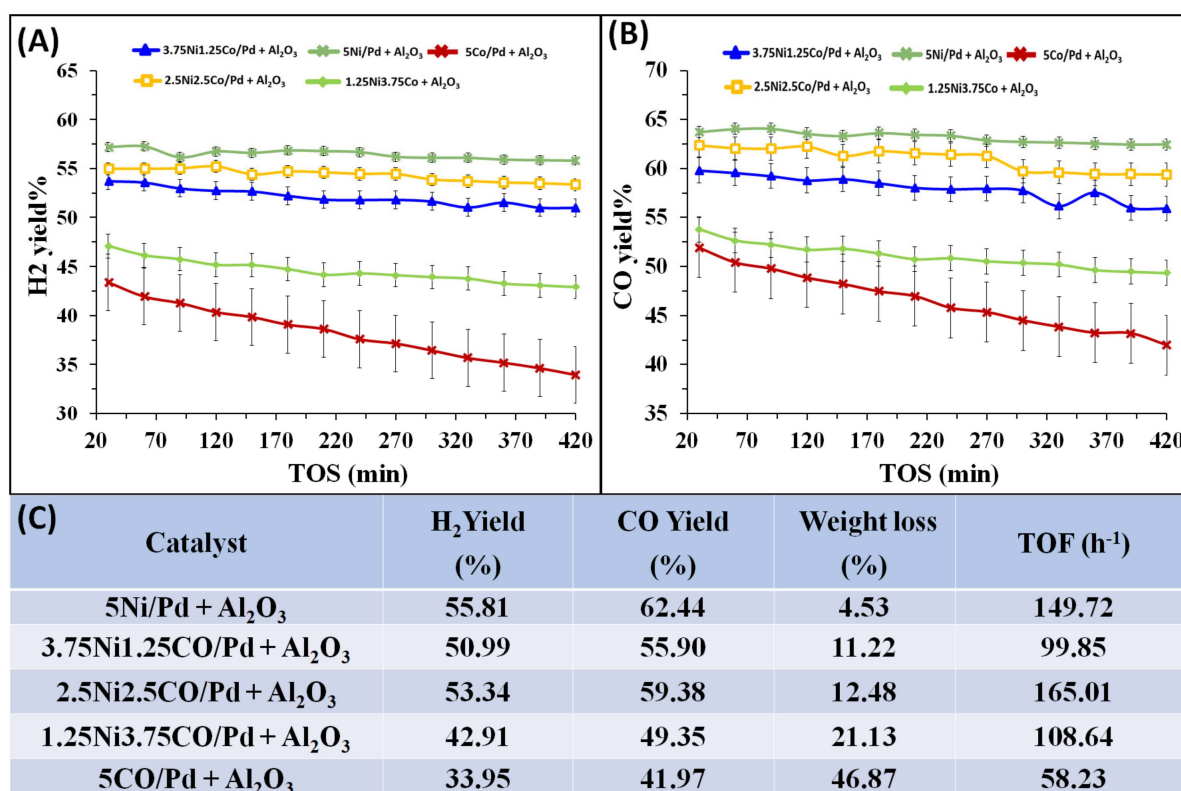 (A)
3.75Ni1.25Co/Pd + Al₂O₃ 5Ni/Pd + Al₂O₃ 5Co/Pd + Al₂O₃
2.5Ni2.5Co/Pd + Al₂O₃ 1.25Ni3.75Co + Al₂O₃
65
60
55
50
45
40
35
30
H2 yield%
20 70 120 170 220 270 320 370 420
TOS (min)
(B)
3.75Ni1.25Co/Pd + Al₂O₃ 5Ni/Pd + Al₂O₃ 5Co/Pd + Al₂O₃
2.5Ni2.5Co/Pd + Al₂O₃ 1.25Ni3.75Co + Al₂O₃
70
65
60
55
50
45
40
35
CO yield%
20 70 120 170 220 270 320 370 420
TOS (min)
(C)
Catalyst H₂Yield (%) CO Yield (%) Weight loss (%) TOF (h⁻¹)
5Ni/Pd + Al₂O₃ 55.81 62.44 4.53 149.72
3.75Ni1.25CO/Pd + Al₂O₃ 50.99 55.90 11.22 99.85
2.5Ni2.5CO/Pd + Al₂O₃ 53.34 59.38 12.48 165.01
1.25Ni3.75CO/Pd + Al₂O₃ 42.91 49.35 21.13 108.64
5CO/Pd + Al₂O₃ 33.95 41.97 46.87 58.23